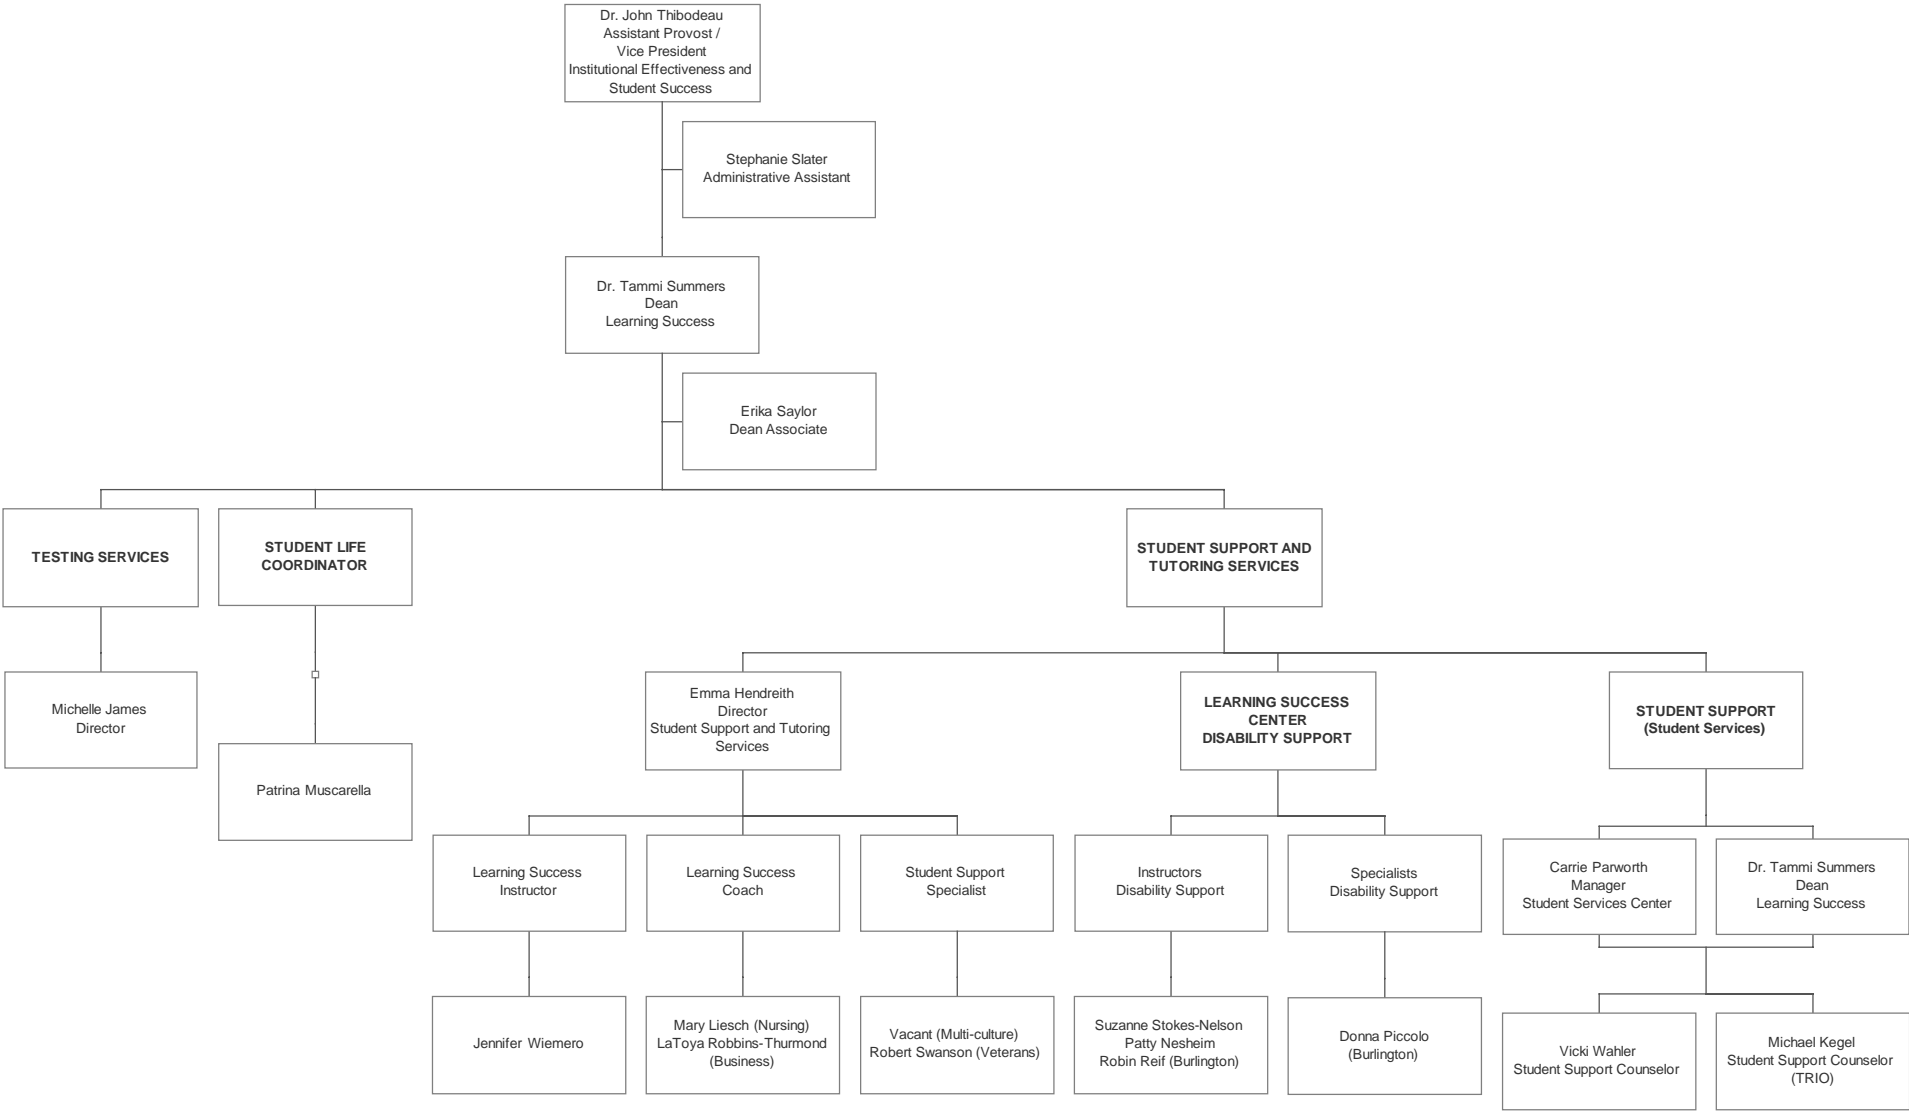 Dr. John Thibodeau
Assistant Provost /
Vice President
Institutional Effectiveness and
Student Success
Stephanie Slater
Administrative Assistant
Dr. Tammi Summers
Dean
Learning Success
Erika Saylor
Dean Associate
TESTING SERVICES
STUDENT LIFE
COORDINATOR
STUDENT SUPPORT AND
TUTORING SERVICES
Michelle James
Director
Patrina Muscarella
Emma Hendreith
Director
Student Support and Tutoring
Services
LEARNING SUCCESS
CENTER
DISABILITY SUPPORT
STUDENT SUPPORT
(Student Services)
Learning Success
Instructor
Learning Success
Coach
Student Support
Specialist
Instructors
Disability Support
Specialists
Disability Support
Carrie Parworth
Manager
Student Services Center
Dr. Tammi Summers
Dean
Learning Success
Jennifer Wiemero
Mary Liesch (Nursing)
LaToya Robbins-Thurmond
(Business)
Vacant (Multi-culture)
Robert Swanson (Veterans)
Suzanne Stokes-Nelson
Patty Nesheim
Robin Reif (Burlington)
Donna Piccolo
(Burlington)
Vicki Wahler
Student Support Counselor
Michael Kegel
Student Support Counselor
(TRIO)